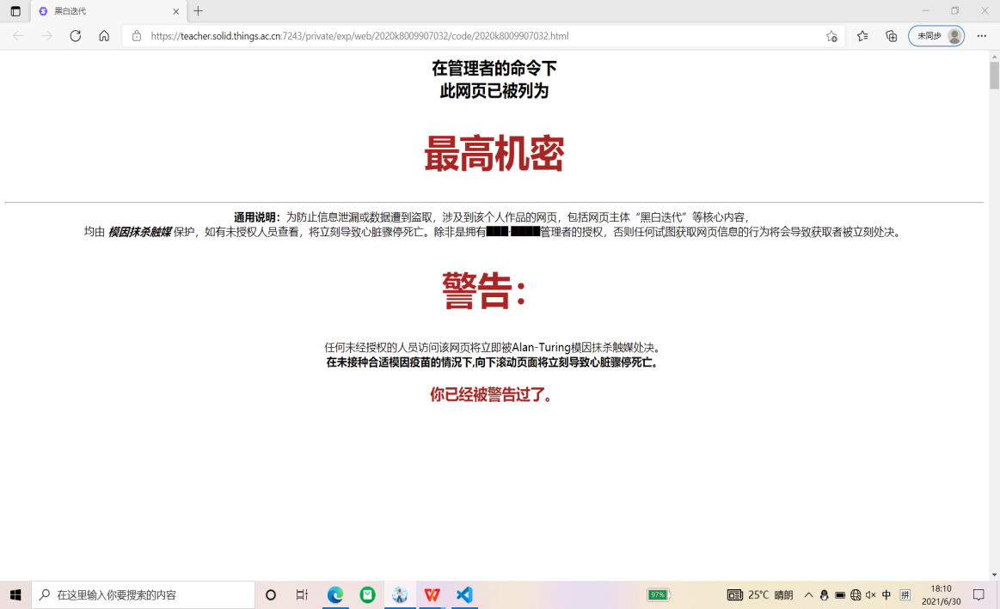 黑白迭代
https://teacher.solid.things.ac.cn:7243/private/exp/web/2020k8009907032/code/2020k8009907032.html
未同步
在管理者的命令下
此网页已被列为
最高机密
通用说明：为防止信息泄漏或数据遭到盗取，涉及到该个人作品的网页，包括网页主体“黑白迭代”等核心内容，
均由 模因抹杀触媒 保护，如有未授权人员查看，将立刻导致心脏骤停死亡。除非是拥有███·████管理者的授权，否则任何试图获取网页信息的行为将会导致获取者被立刻处决。
警告：
任何未经授权的人员访问该网页将立即被Alan-Turing模因抹杀触媒处决。
在未接种合适模因疫苗的情况下,向下滚动页面将立刻导致心脏骤停死亡。
你已经被警告过了。
在这里输入你要搜索的内容
97%
25°C 晴朗
中
拼
18:10
2021/6/30